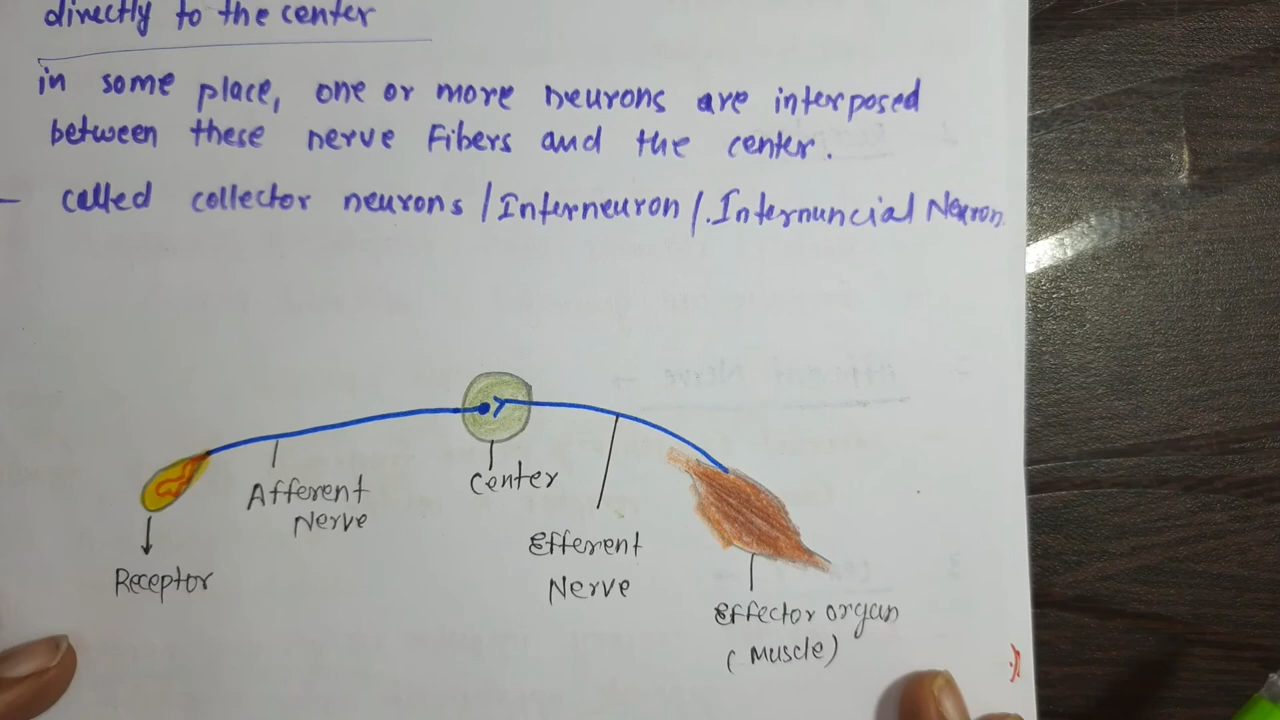 directly to the center
in some place, one or more neurons are interposed
between these nerve Fibers and the center.
- called collector neurons / Interneuron /. Internuncial Neuron.
Afferent
Nerve
Center
Efferent
Nerve
Receptor
Effector organ
( Muscle )